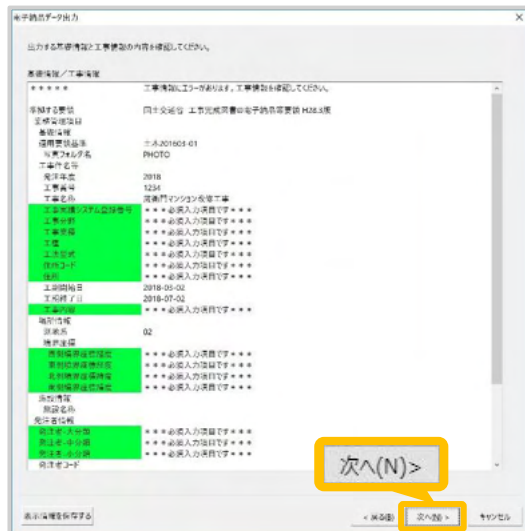 電子納品データ出力
出力する基礎情報と工事情報の内容を確認してください。
基礎情報/工事情報
* * * * * 工事情報にエラーがあります。工事情報を確認してください。
準拠する要領 国土交通省 工事完成図書の電子納品等要領 H28.3版
業務管理項目
基礎情報
適用要領基準 土木201603-01
写真フォルダ名 PHOTO
工事件名等
発注年度 2018
工事番号 1234
工事名称 マンション改修工事
工事実績システム登録番号 * * * 必須入力項目です * * *
工事分野 * * * 必須入力項目です * * *
工事業種 * * * 必須入力項目です * * *
工種 * * * 必須入力項目です * * *
工法型式 * * * 必須入力項目です * * *
住所コード * * * 必須入力項目です * * *
住所 * * * 必須入力項目です * * *
工期開始日 2018-05-02
工期終了日 2018-07-02
工事内容 * * * 必須入力項目です * * *
場所情報
測地系 02
境界座標
西側境界座標経度 * * * 必須入力項目です * * *
東側境界座標経度 * * * 必須入力項目です * * *
北側境界座標緯度 * * * 必須入力項目です * * *
南側境界座標緯度 * * * 必須入力項目です * * *
施設情報
施設名称
発注者情報
発注者-大分類 * * * 必須入力項目です * * *
発注者-中分類 * * * 必須入力項目です * * *
発注者-小分類 * * * 必須入力項目です * * *
発注者コード
次へ(N)>
表示情報を保存する
< 戻る(B) 次へ(N) > キャンセル